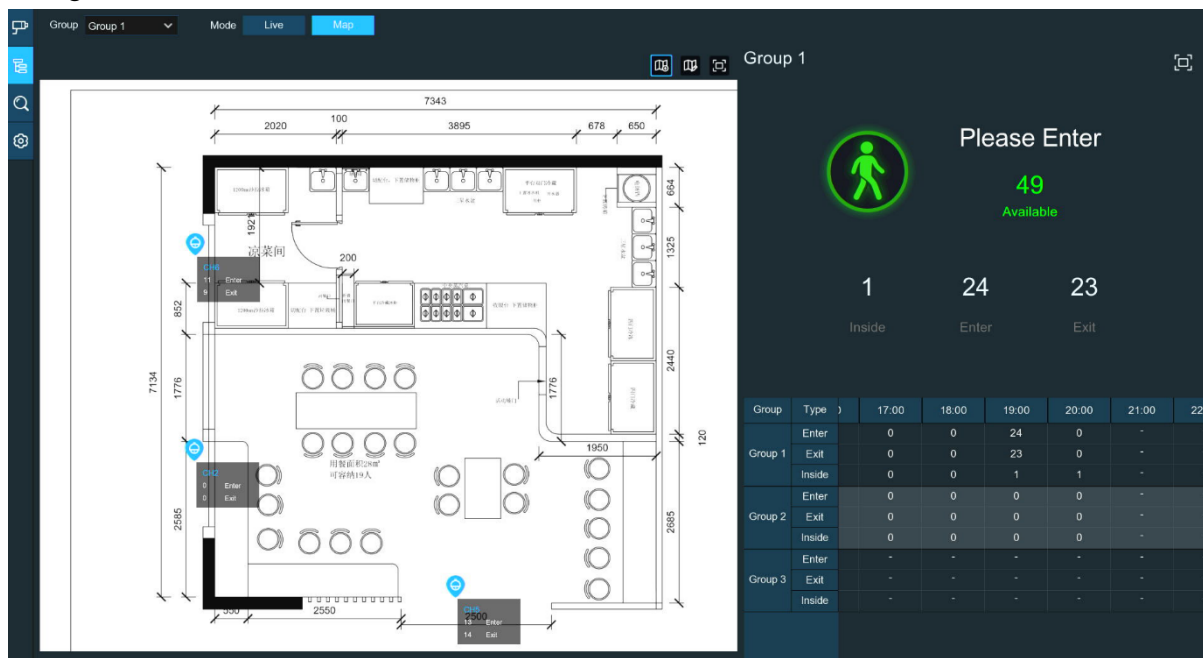 Group Group 1 Mode Live Map
Group 1
Please Enter
49
Available
1 24 23
Inside Enter Exit
7343
100
2020 3895 678 650
664
1921
凉菜间
200
1325
CH6
11 Enter
9 Exit
852
2440
7134
1776
1776
120
1950
CH2
0 Enter
0 Exit
用餐面积28㎡
可容纳19人
2585
2685
550 2550
CH5
2500
13 Enter
14 Exit
Group Type 17:00 18:00 19:00 20:00 21:00 22
Group 1
Enter 0 0 24 0 -
Exit 0 0 23 0 -
Inside 0 0 1 1 -
Group 2
Enter 0 0 0 0 -
Exit 0 0 0 0 -
Inside 0 0 0 0 -
Group 3
Enter - - - - -
Exit - - - - -
Inside - - - - -